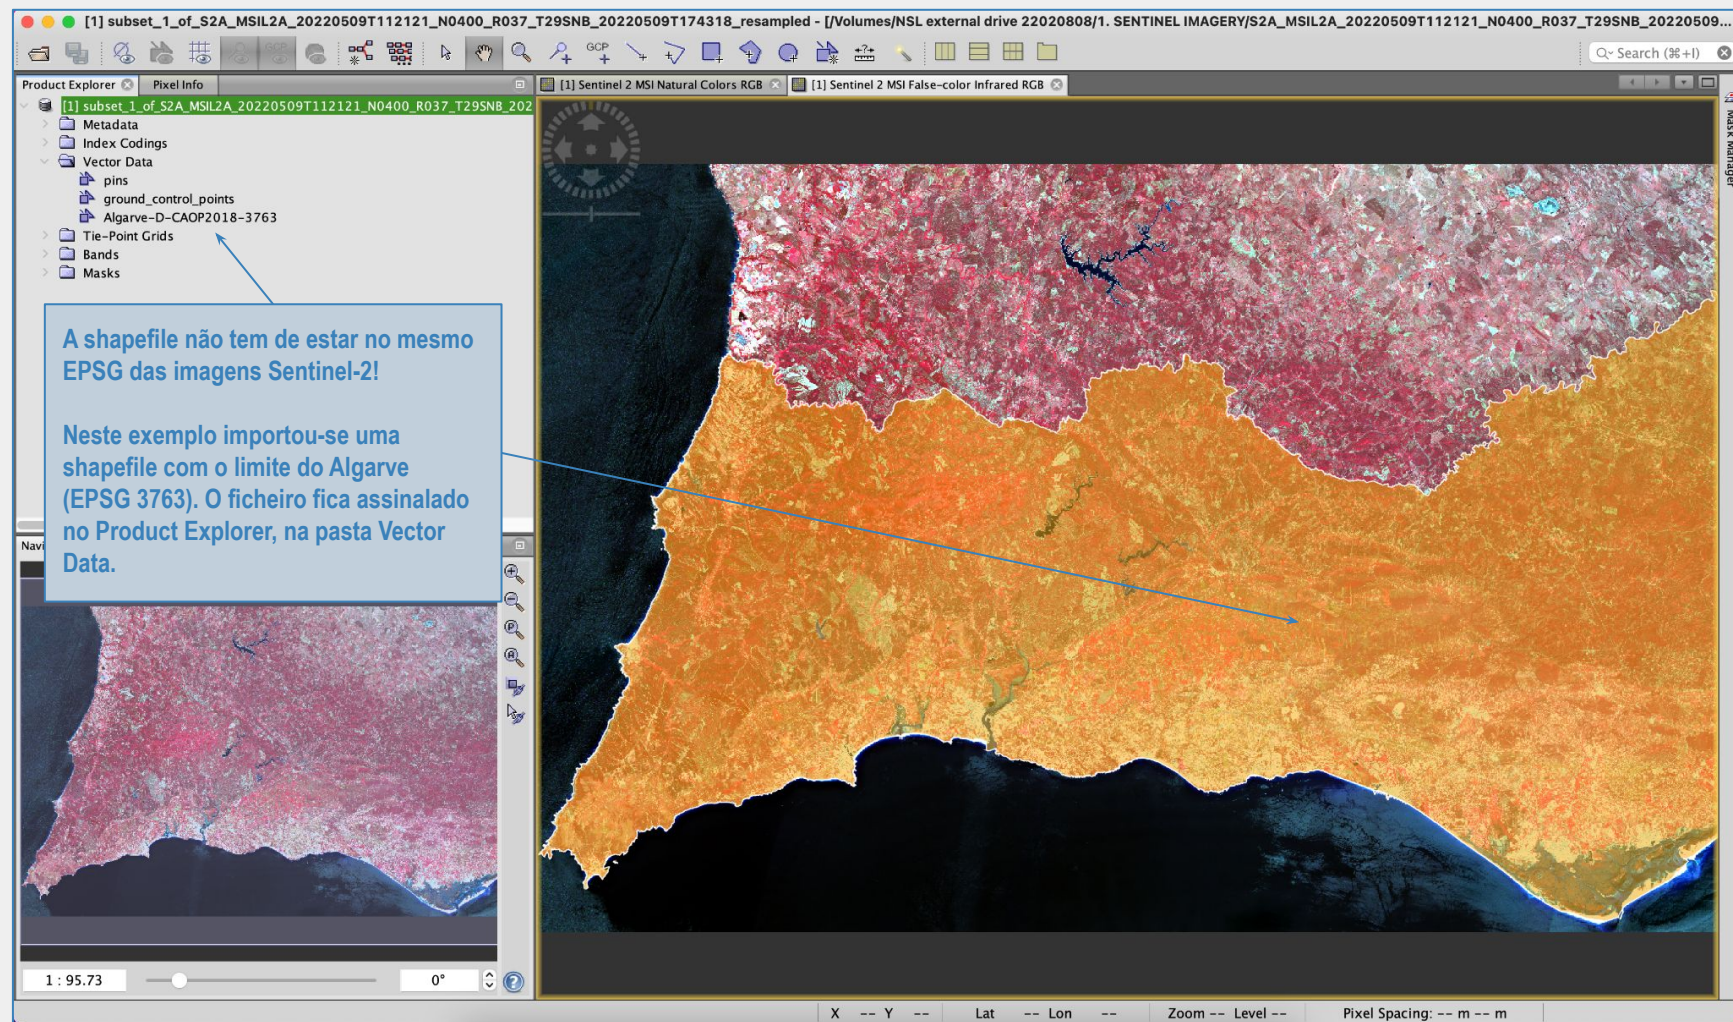 [1] subset_1_of_S2A_MSIL2A_20220509T112121_N0400_R037_T29SNB_20220509T174318_resampled - [/Volumes/NSL external drive 22020808/1. SENTINEL IMAGERY/S2A_MSIL2A_20220509T112121_N0400_R037_T29SNB_20220509...
GCP
Search (⌘+I)
Product Explorer
Pixel Info
[1] Sentinel 2 MSI Natural Colors RGB
[1] Sentinel 2 MSI False-color Infrared RGB
[1] subset_1_of_S2A_MSIL2A_20220509T112121_N0400_R037_T29SNB_202
Metadata
Index Codings
Vector Data
pins
ground_control_points
Algarve-D-CAOP2018-3763
Tie-Point Grids
Bands
Masks
Mask Manager
A shapefile não tem de estar no mesmo
EPSG das imagens Sentinel-2!
Neste exemplo importou-se uma
shapefile com o limite do Algarve
(EPSG 3763). O ficheiro fica assinalado
no Product Explorer, na pasta Vector
Data.
Navi
1 : 95.73
0°
X -- Y -- Lat -- Lon -- Zoom -- Level -- Pixel Spacing: -- m -- m